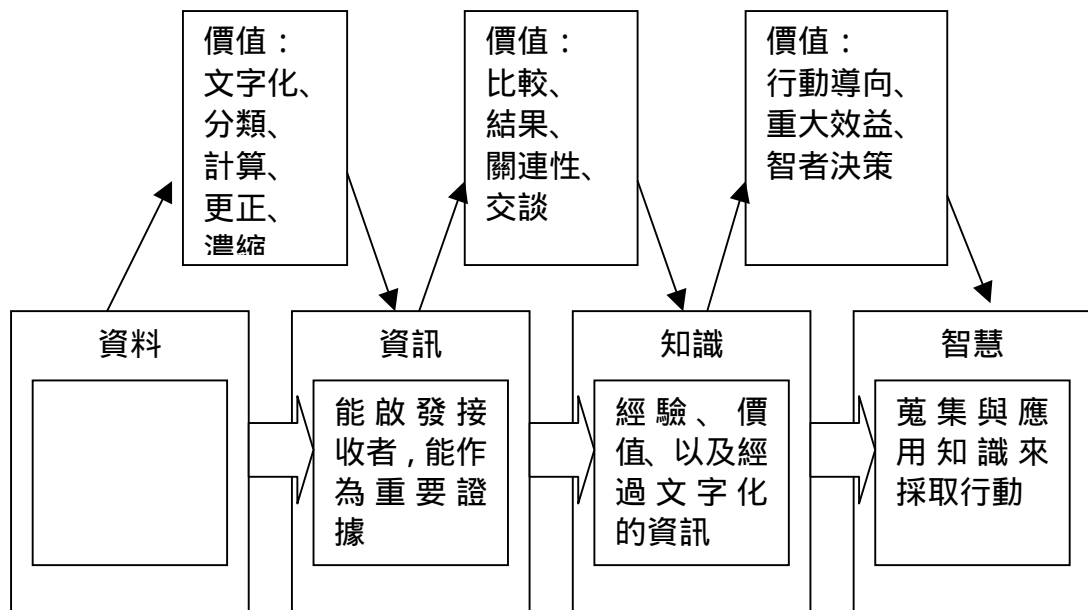 價值：
文字化、
分類、
計算、
更正、
濃縮
價值：
比較、
結果、
關連性、
交談
價值：
行動導向、
重大效益、
智者決策
資料
資訊
能啟發接
收者,能作
為重要證
據
知識
經驗、價
值、以及經
過文字化
的資訊
智慧
蒐集與應
用知識來
採取行動